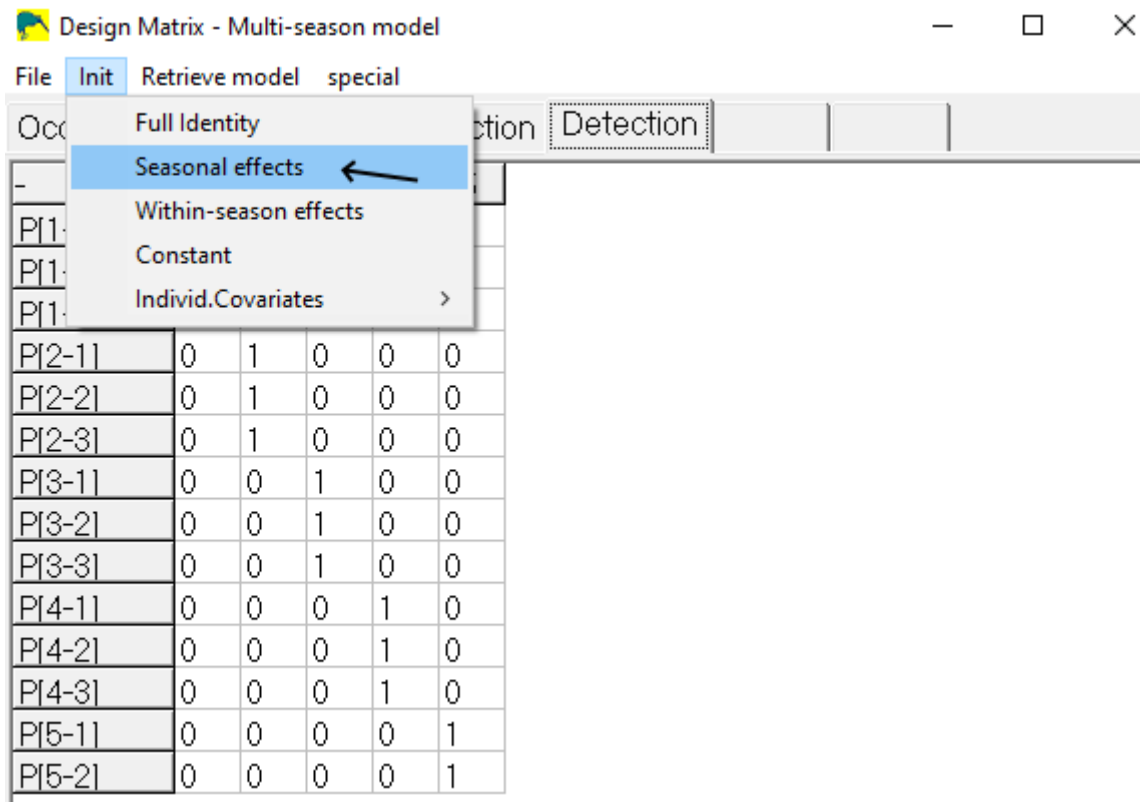 Design Matrix - Multi-season model
File Init Retrieve model special
Occ ction Detection
Full Identity
Seasonal effects
Within-season effects
Constant
Individ.Covariates >
-
P[1-
P[1-
P[1-
P[2-1] 0 1 0 0 0
P[2-2] 0 1 0 0 0
P[2-3] 0 1 0 0 0
P[3-1] 0 0 1 0 0
P[3-2] 0 0 1 0 0
P[3-3] 0 0 1 0 0
P[4-1] 0 0 0 1 0
P[4-2] 0 0 0 1 0
P[4-3] 0 0 0 1 0
P[5-1] 0 0 0 0 1
P[5-2] 0 0 0 0 1